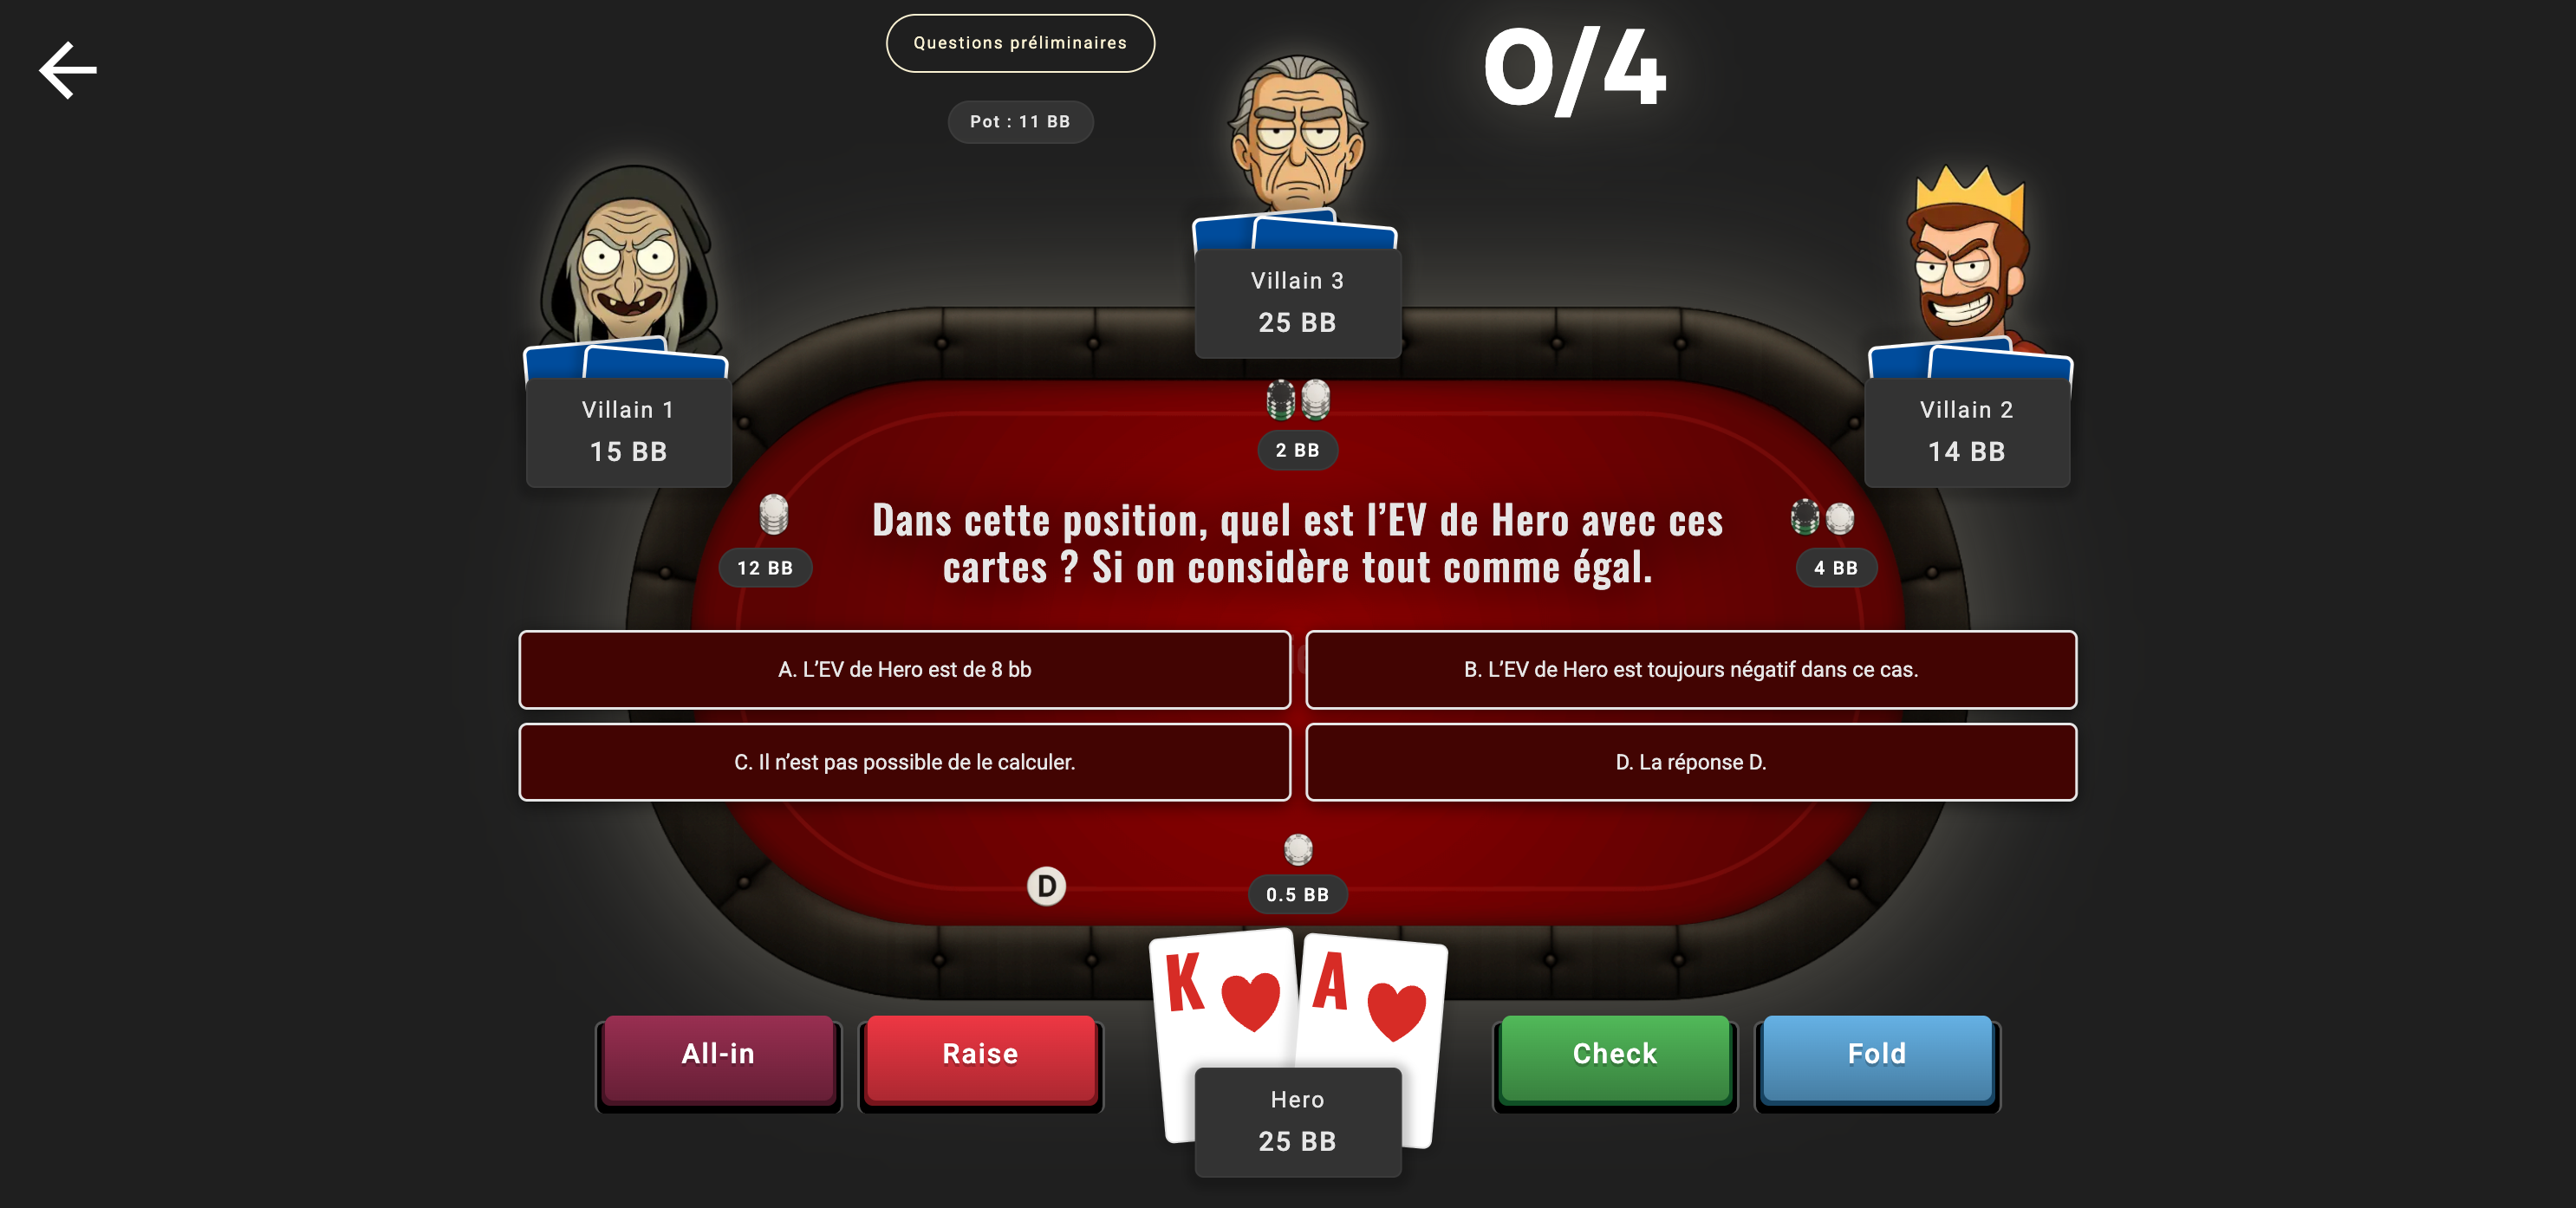 Questions préliminaires
0/4
Pot : 11 BB
Villain 3
25 BB
Villain 1
15 BB
Villain 2
14 BB
2 BB
12 BB
4 BB
Dans cette position, quel est l’EV de Hero avec ces
cartes ? Si on considère tout comme égal.
A. L’EV de Hero est de 8 bb
B. L’EV de Hero est toujours négatif dans ce cas.
C. Il n’est pas possible de le calculer.
D. La réponse D.
D
0.5 BB
K
A
All-in
Raise
Check
Fold
Hero
25 BB